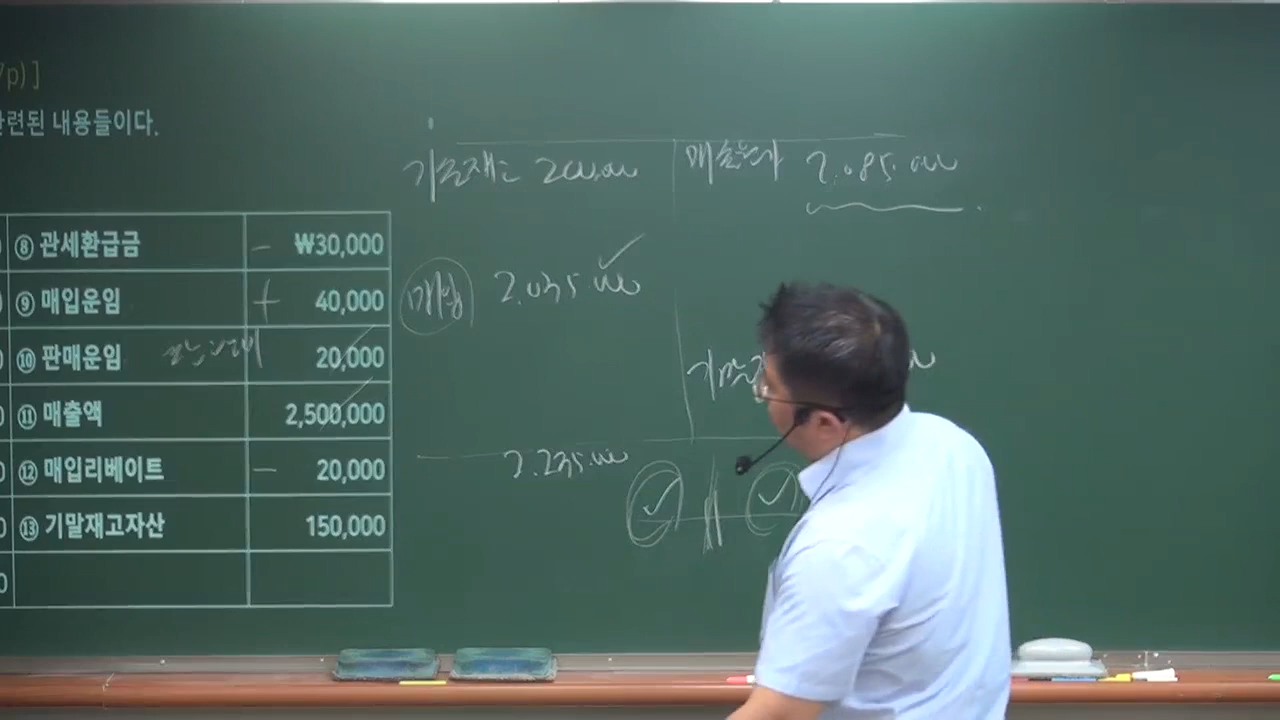 7p)]
관련된 내용들이다.
⑧ 관세환급금 - ₩30,000
⑨ 매입운임 + 40,000
⑩ 판매운임 20,000
⑪ 매출액 2,500,000
⑫ 매입리베이트 - 20,000
⑬ 기말재고자산 150,000
0
기초재고 200,000
매출원가 2,085,000
매입 2,035,000
기말
2,235,000